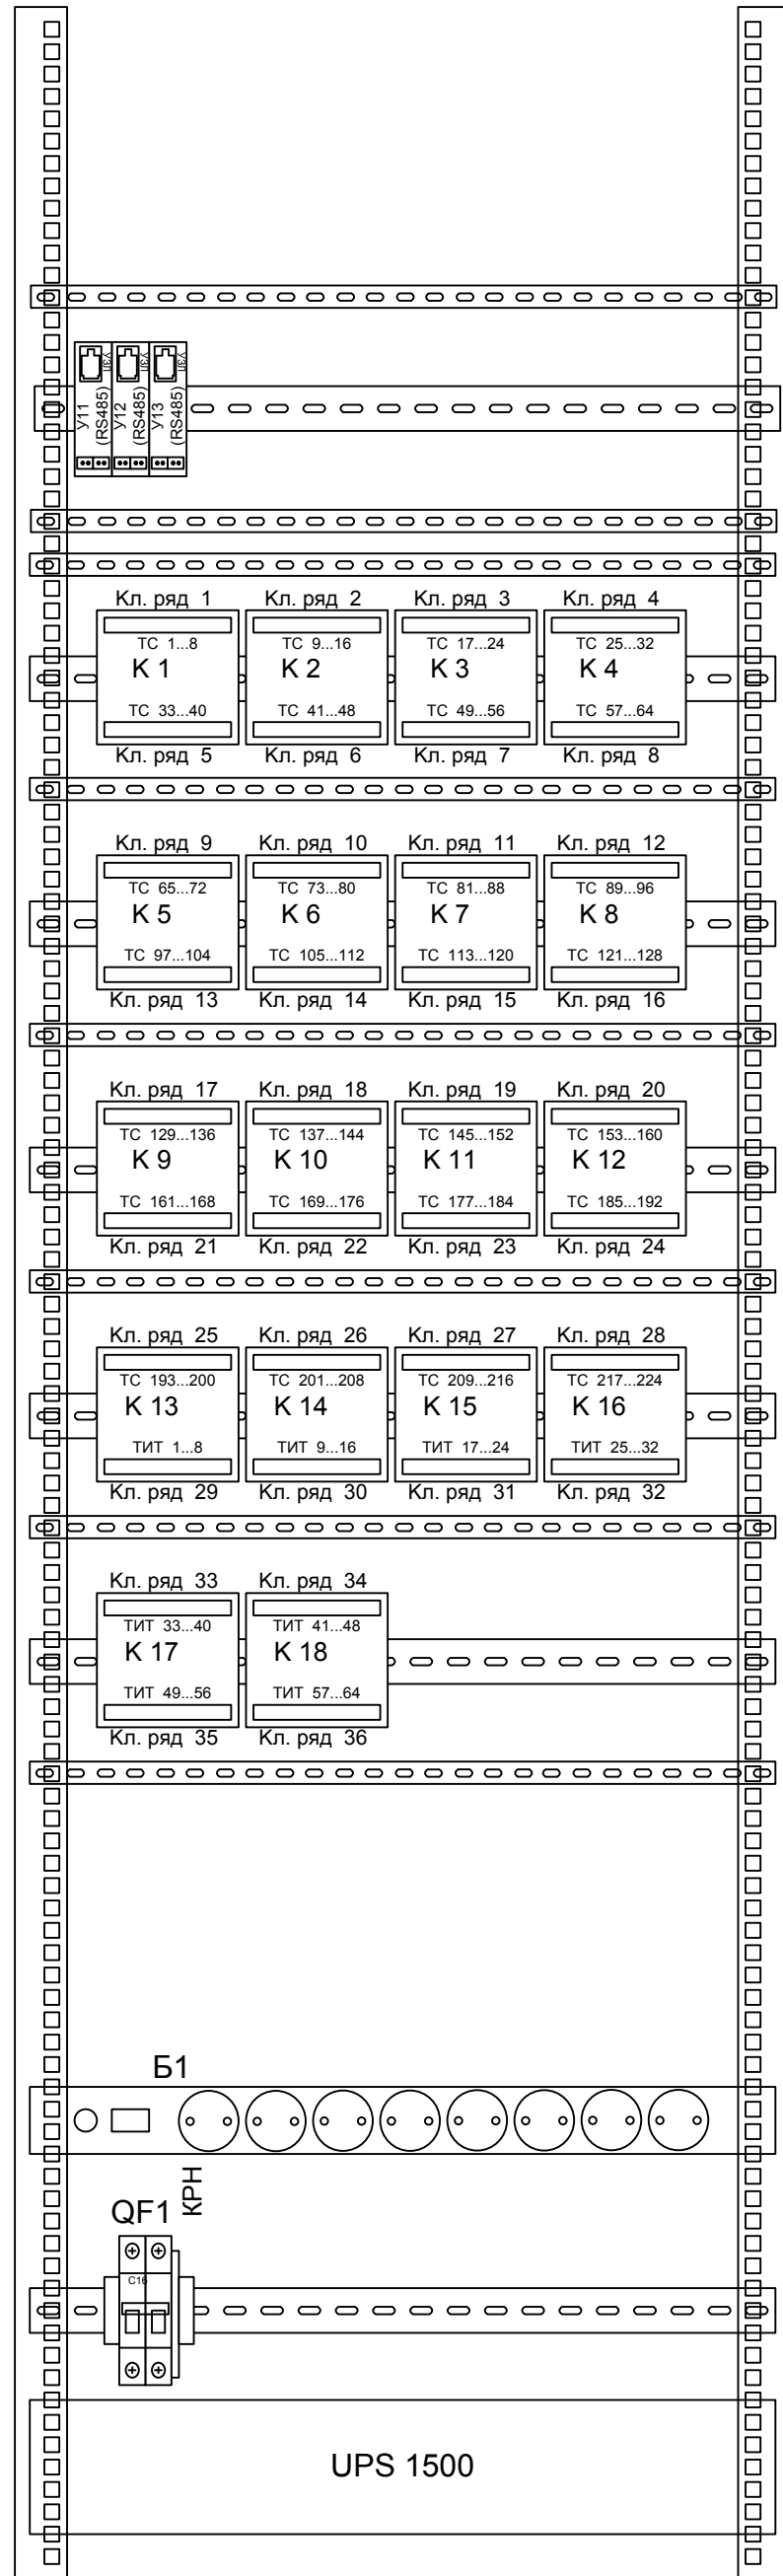 УЗЛ УЗЛ УЗЛ
У11 (RS485)
У12 (RS485)
У13 (RS485)
Кл. ряд 1 Кл. ряд 2 Кл. ряд 3 Кл. ряд 4
ТС 1...8 ТС 9...16 ТС 17...24 ТС 25...32
К 1 К 2 К 3 К 4
ТС 33...40 ТС 41...48 ТС 49...56 ТС 57...64
Кл. ряд 5 Кл. ряд 6 Кл. ряд 7 Кл. ряд 8
Кл. ряд 9 Кл. ряд 10 Кл. ряд 11 Кл. ряд 12
ТС 65...72 ТС 73...80 ТС 81...88 ТС 89...96
К 5 К 6 К 7 К 8
ТС 97...104 ТС 105...112 ТС 113...120 ТС 121...128
Кл. ряд 13 Кл. ряд 14 Кл. ряд 15 Кл. ряд 16
Кл. ряд 17 Кл. ряд 18 Кл. ряд 19 Кл. ряд 20
ТС 129...136 ТС 137...144 ТС 145...152 ТС 153...160
К 9 К 10 К 11 К 12
ТС 161...168 ТС 169...176 ТС 177...184 ТС 185...192
Кл. ряд 21 Кл. ряд 22 Кл. ряд 23 Кл. ряд 24
Кл. ряд 25 Кл. ряд 26 Кл. ряд 27 Кл. ряд 28
ТС 193...200 ТС 201...208 ТС 209...216 ТС 217...224
К 13 К 14 К 15 К 16
ТИТ 1...8 ТИТ 9...16 ТИТ 17...24 ТИТ 25...32
Кл. ряд 29 Кл. ряд 30 Кл. ряд 31 Кл. ряд 32
Кл. ряд 33 Кл. ряд 34
ТИТ 33...40 ТИТ 41...48
К 17 К 18
ТИТ 49...56 ТИТ 57...64
Кл. ряд 35 Кл. ряд 36
Б1
КРН
QF1
C16
UPS 1500